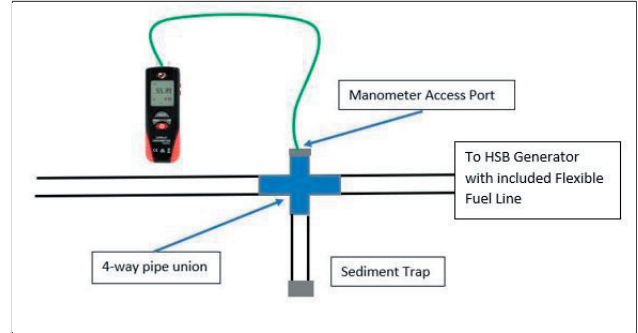 Manometer Access Port
To HSB Generator
with included Flexible
Fuel Line
4-way pipe union
Sediment Trap